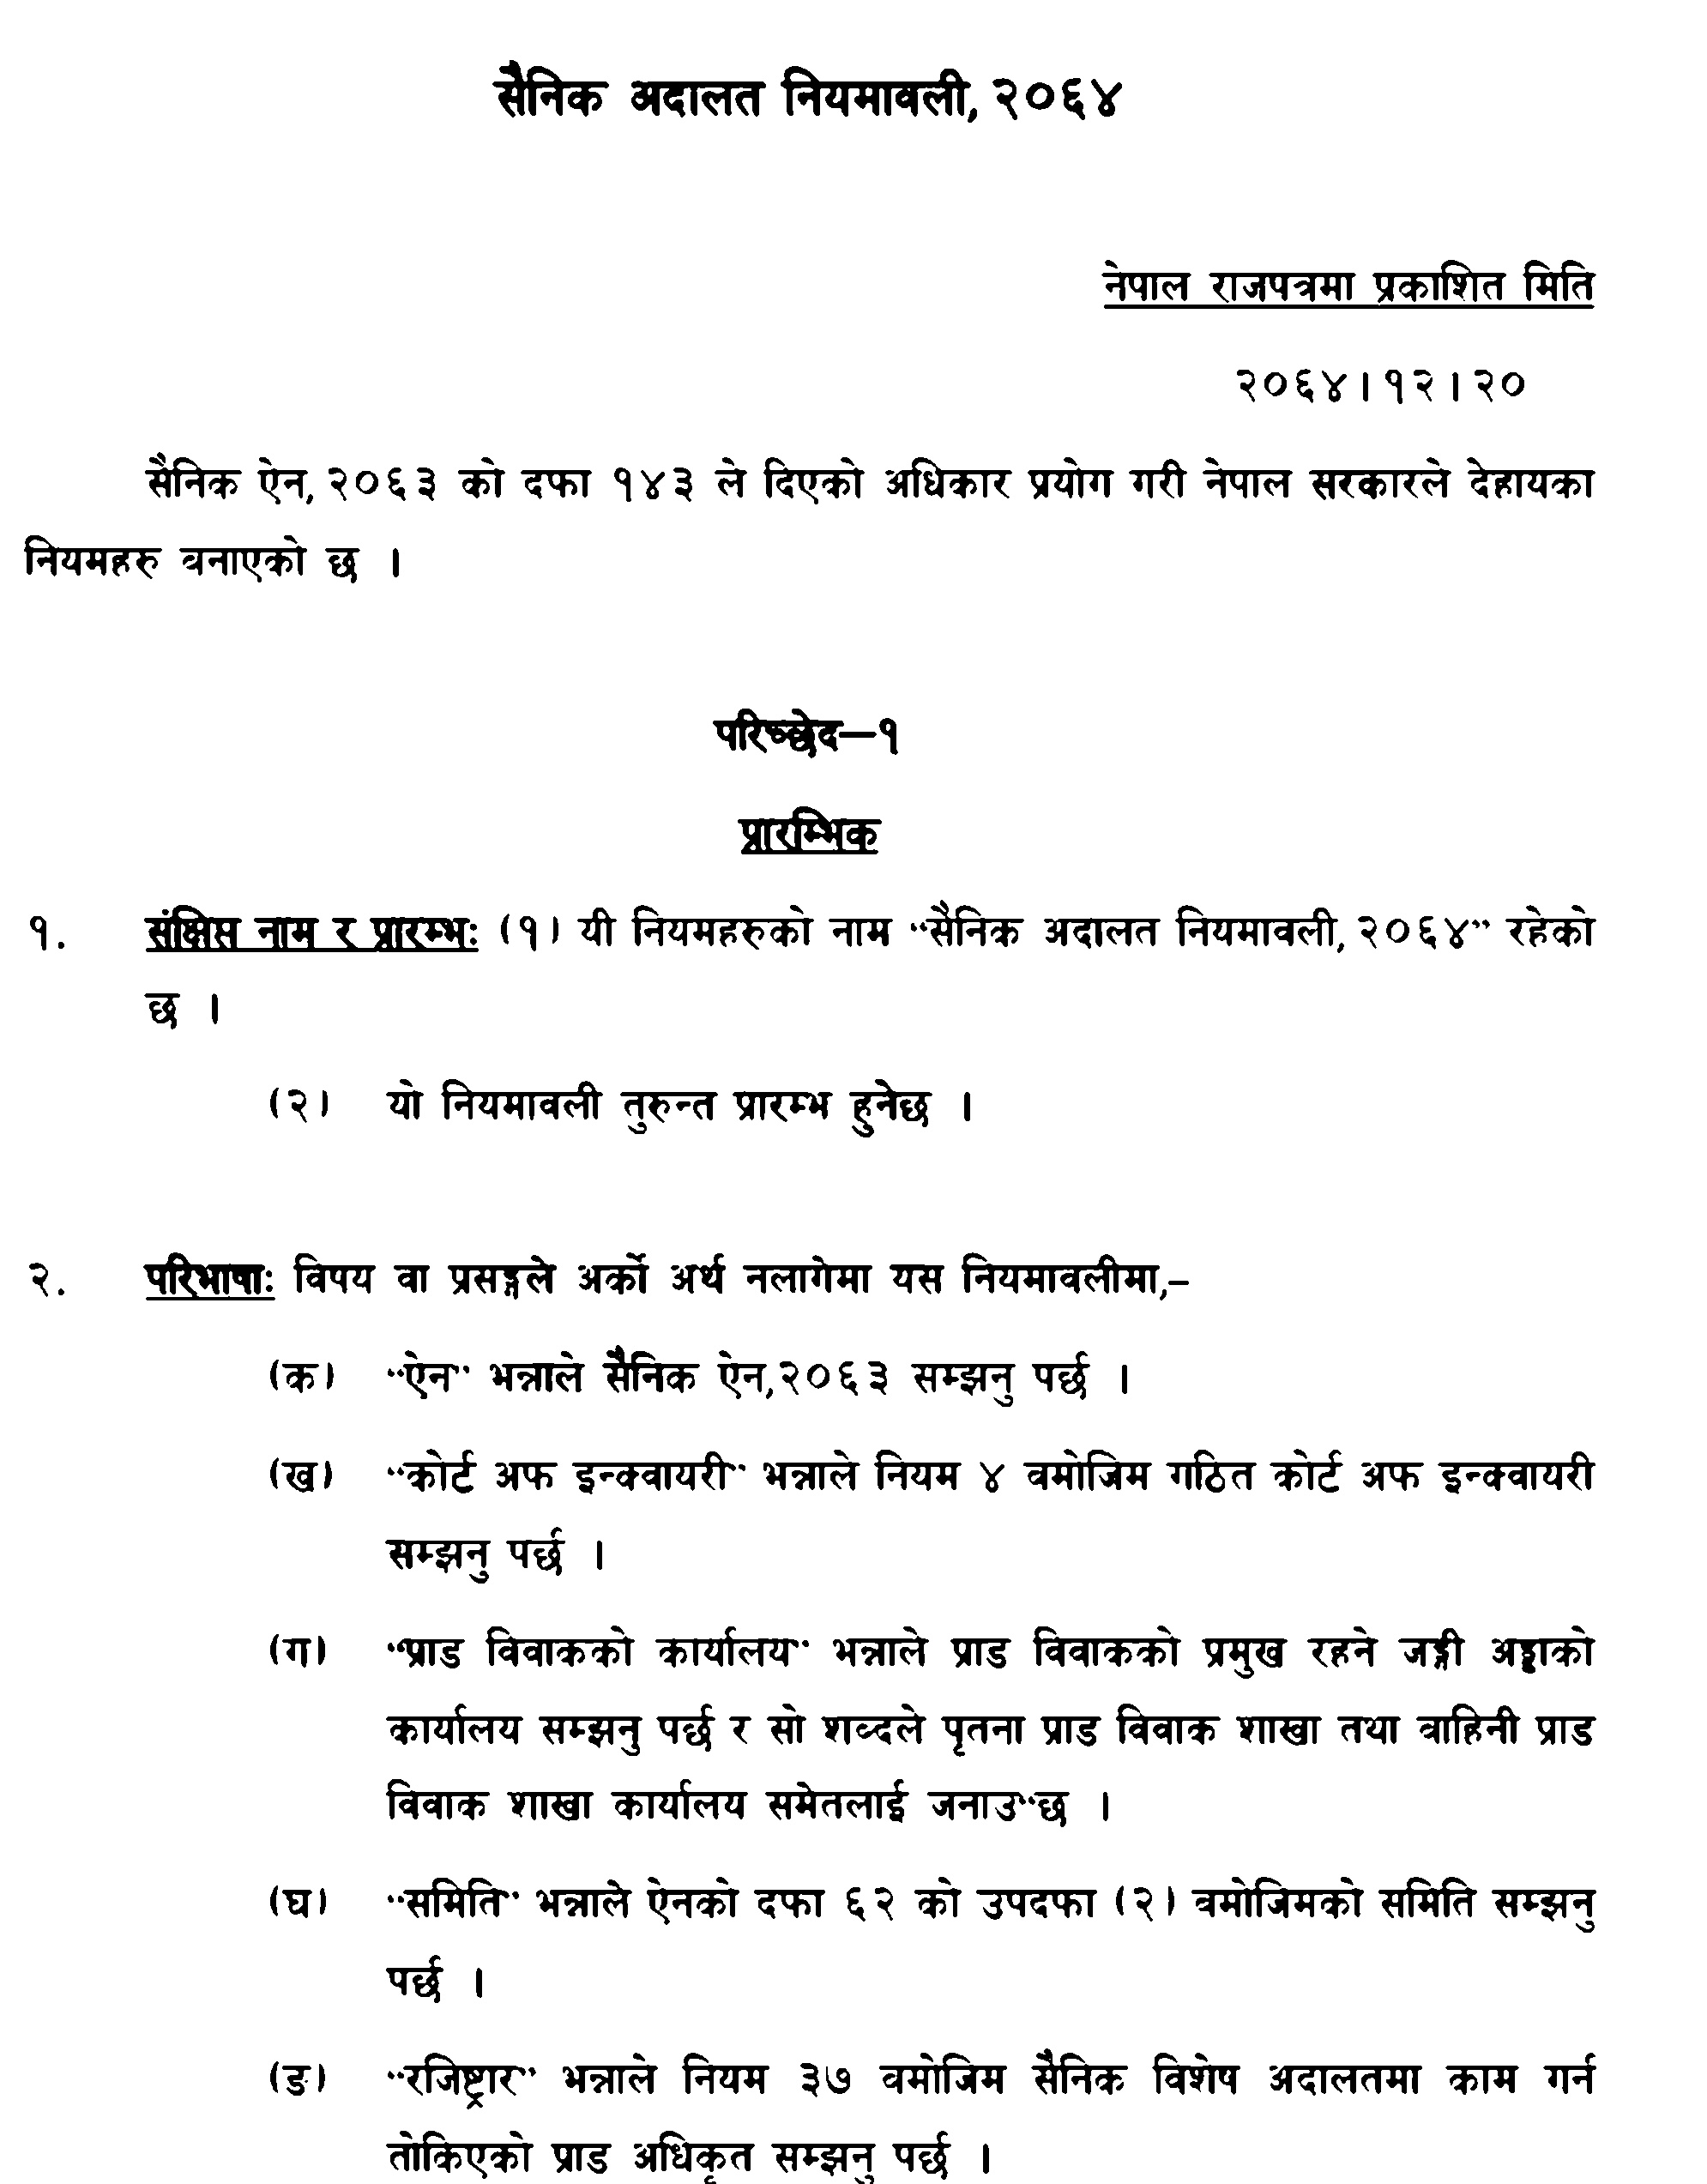 सैनिक अदालत नियमावली, २०६४
नेपाल राजपत्रमा प्रकाशित मिति
२०६४।१२।२०
सैनिक ऐन, २०६३ को दफा १४३ ले दिएको अधिकार प्रयोग गरी नेपाल सरकारले देहायका
नियमहरु बनाएको छ ।
परिच्छेद–१
प्रारम्भिक
१. संक्षिप्त नाम र प्रारम्भः (१) यी नियमहरुको नाम “सैनिक अदालत नियमावली, २०६४” रहेको
छ ।
(२) यो नियमावली तुरुन्त प्रारम्भ हुनेछ ।
२. परिभाषाः विषय वा प्रसङ्गले अर्को अर्थ नलागेमा यस नियमावलीमा,–
(क) “ऐन” भन्नाले सैनिक ऐन,२०६३ सम्झनु पर्छ ।
(ख) “कोर्ट अफ इन्क्वायरी” भन्नाले नियम ४ बमोजिम गठित कोर्ट अफ इन्क्वायरी
सम्झनु पर्छ ।
(ग) “प्राड विवाकको कार्यालय” भन्नाले प्राड विवाकको प्रमुख रहने जङ्गी अड्डाको
कार्यालय सम्झनु पर्छ र सो शब्दले पृतना प्राड विवाक शाखा तथा वाहिनी प्राड
विवाक शाखा कार्यालय समेतलाई जनाउ“छ ।
(घ) “समिति” भन्नाले ऐनको दफा ६२ को उपदफा (२) बमोजिमको समिति सम्झनु
पर्छ ।
(ङ) “रजिष्ट्रार” भन्नाले नियम ३७ बमोजिम सैनिक विशेष अदालतमा काम गर्न
तोकिएको प्राड अधिकृत सम्झनु पर्छ ।